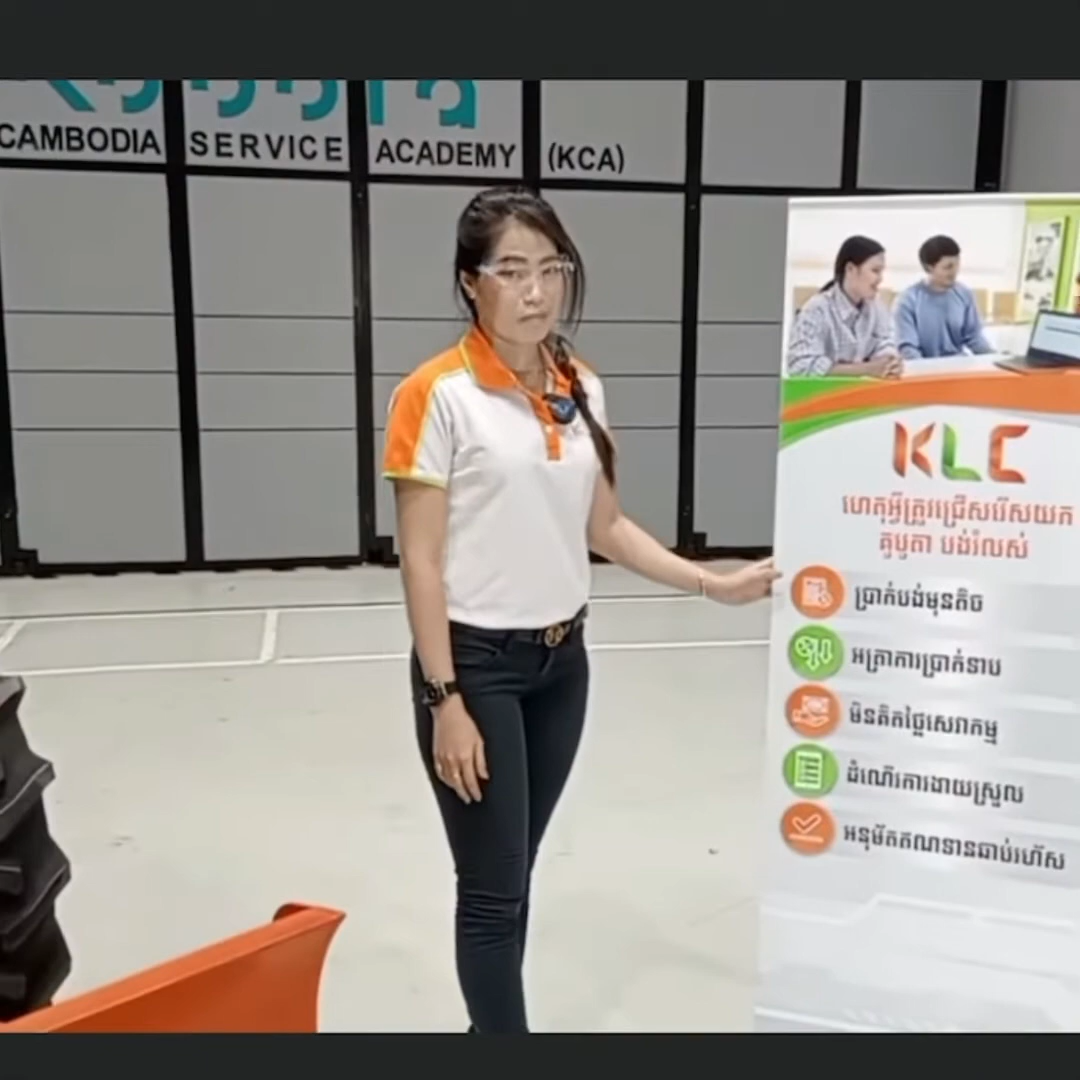 CAMBODIA SERVICE ACADEMY (KCA)
KLC
ហេតុអ្វីត្រូវជ្រើសរើសយក
គូបូតា បង់រំលស់
ប្រាក់បង់មុនតិច
អត្រាការប្រាក់ទាប
មិនគិតថ្លៃសេវាកម្ម
ដំណើរការងាយស្រួល
អនុម័តឥណទានឆាប់រហ័ស